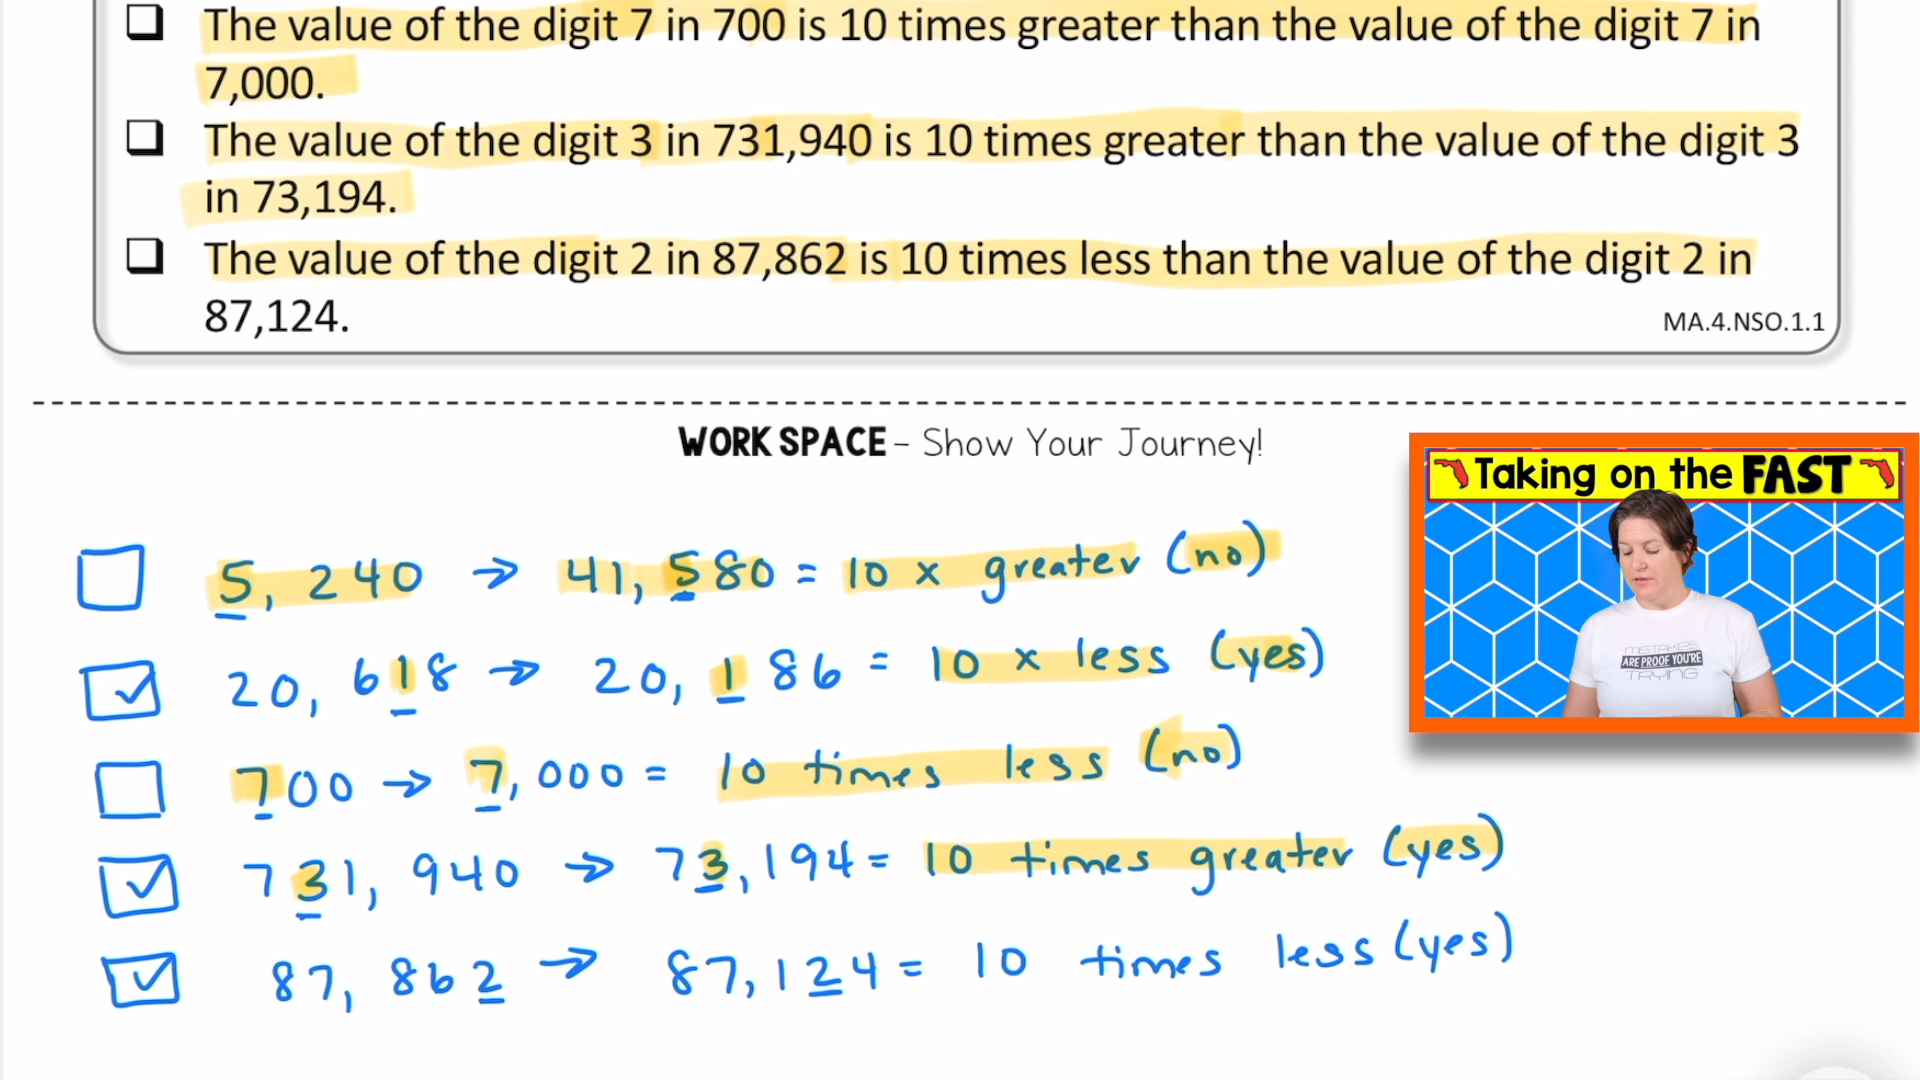 ❑ The value of the digit 7 in 700 is 10 times greater than the value of the digit 7 in
7,000.
❑ The value of the digit 3 in 731,940 is 10 times greater than the value of the digit 3
in 73,194.
❑ The value of the digit 2 in 87,862 is 10 times less than the value of the digit 2 in
87,124.
MA.4.NSO.1.1
WORK SPACE - Show Your Journey!
Taking on the FAST
MISTAKES
ARE PROOF YOU'RE
TRYING
☐ 5,240 → 41,580 = 10 x greater (no)
☑ 20,618 → 20,186 = 10 x less (yes)
☐ 700 → 7,000 = 10 times less (no)
☑ 731,940 → 73,194 = 10 times greater (yes)
☑ 87,862 → 87,124 = 10 times less (yes)